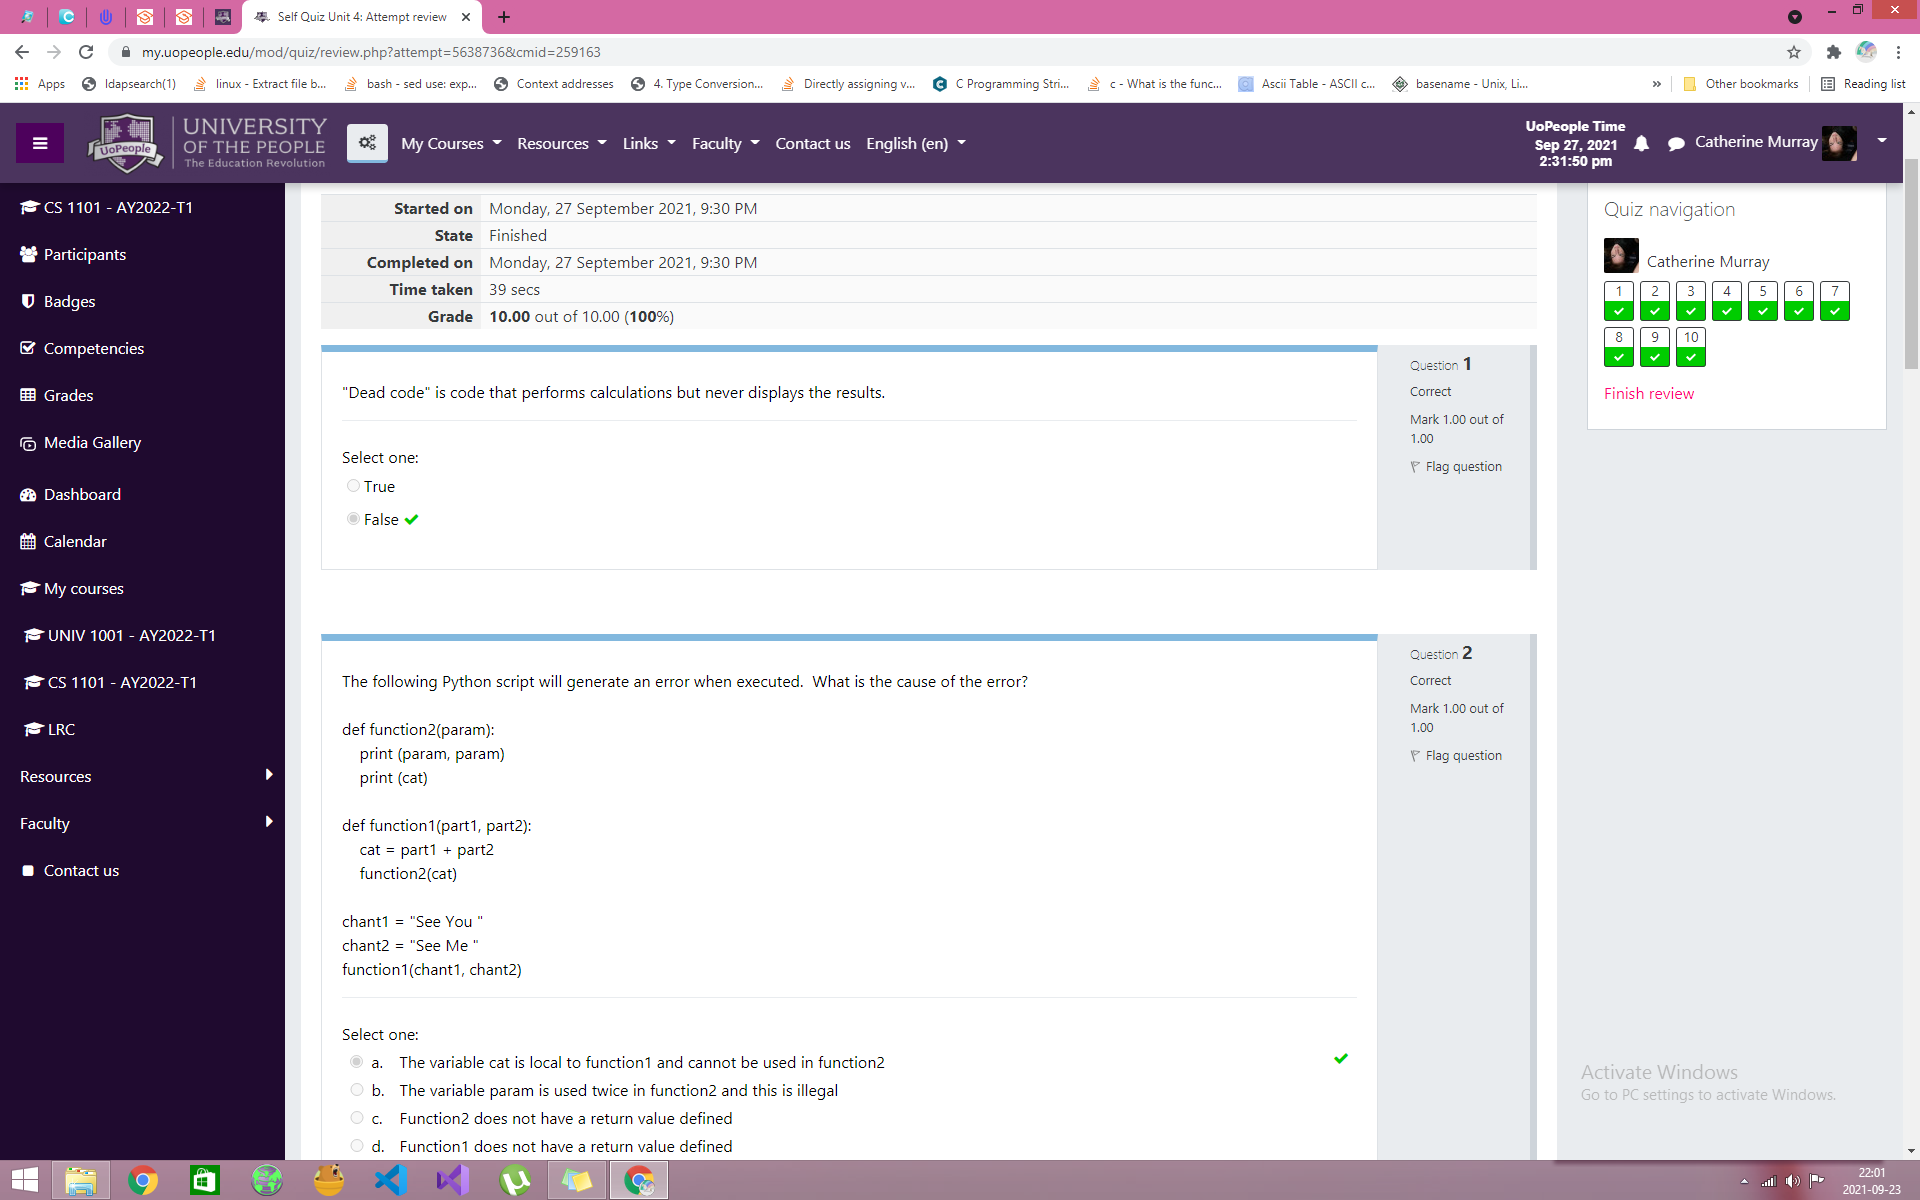 Self Quiz Unit 4: Attempt review
my.uopeople.edu/mod/quiz/review.php?attempt=5638736&cmid=259163
Apps
ldapsearch(1)
linux - Extract file b...
bash - sed use: exp...
Context addresses
4. Type Conversion...
Directly assigning v...
C Programming Stri...
c - What is the func...
Ascii Table - ASCII c...
basename - Unix, Li...
»
Other bookmarks
Reading list
UoPeople
UNIVERSITY
OF THE PEOPLE
The Education Revolution
My Courses
Resources
Links
Faculty
Contact us
English (en)
UoPeople Time
Sep 27, 2021
2:31:50 pm
Catherine Murray
CS 1101 - AY2022-T1
Participants
Badges
Competencies
Grades
Media Gallery
Dashboard
Calendar
My courses
UNIV 1001 - AY2022-T1
CS 1101 - AY2022-T1
LRC
Resources
Faculty
Contact us
Started on Monday, 27 September 2021, 9:30 PM
State Finished
Completed on Monday, 27 September 2021, 9:30 PM
Time taken 39 secs
Grade 10.00 out of 10.00 (100%)
"Dead code" is code that performs calculations but never displays the results.
Select one:
True
False
Question 1
Correct
Mark 1.00 out of
1.00
Flag question
The following Python script will generate an error when executed.  What is the cause of the error?
def function2(param):
print (param, param)
print (cat)
def function1(part1, part2):
cat = part1 + part2
function2(cat)
chant1 = "See You "
chant2 = "See Me "
function1(chant1, chant2)
Select one:
a. The variable cat is local to function1 and cannot be used in function2
b. The variable param is used twice in function2 and this is illegal
c. Function2 does not have a return value defined
d. Function1 does not have a return value defined
Question 2
Correct
Mark 1.00 out of
1.00
Flag question
Quiz navigation
Catherine Murray
1 2 3 4 5 6 7
8 9 10
Finish review
Activate Windows
Go to PC settings to activate Windows.
22:01
2021-09-23